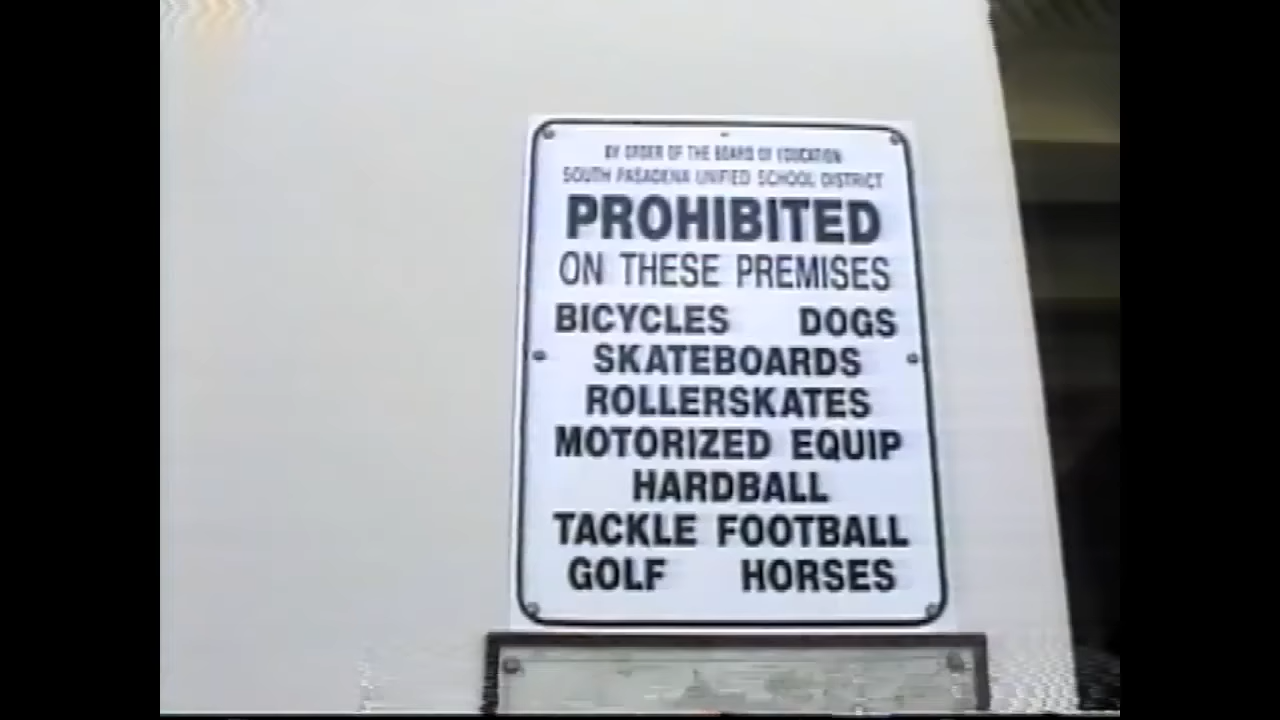 BY ORDER OF THE BOARD OF EDUCATION
SOUTH PASADENA UNIFIED SCHOOL DISTRICT
PROHIBITED
ON THESE PREMISES
BICYCLES DOGS
SKATEBOARDS
ROLLERSKATES
MOTORIZED EQUIP
HARDBALL
TACKLE FOOTBALL
GOLF HORSES